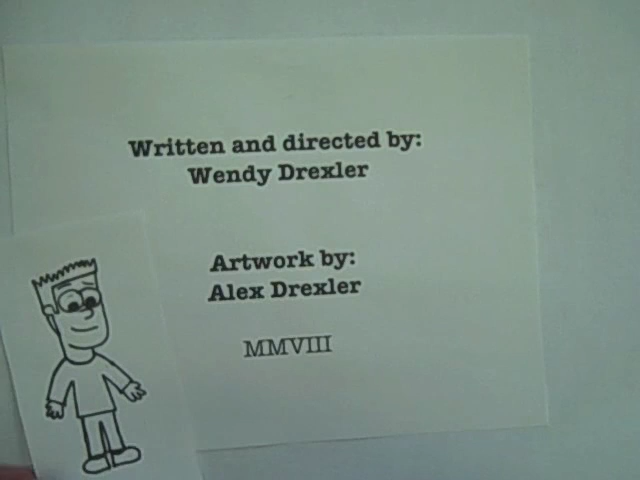 Written and directed by:
Wendy Drexler
Artwork by:
Alex Drexler
MMVIII